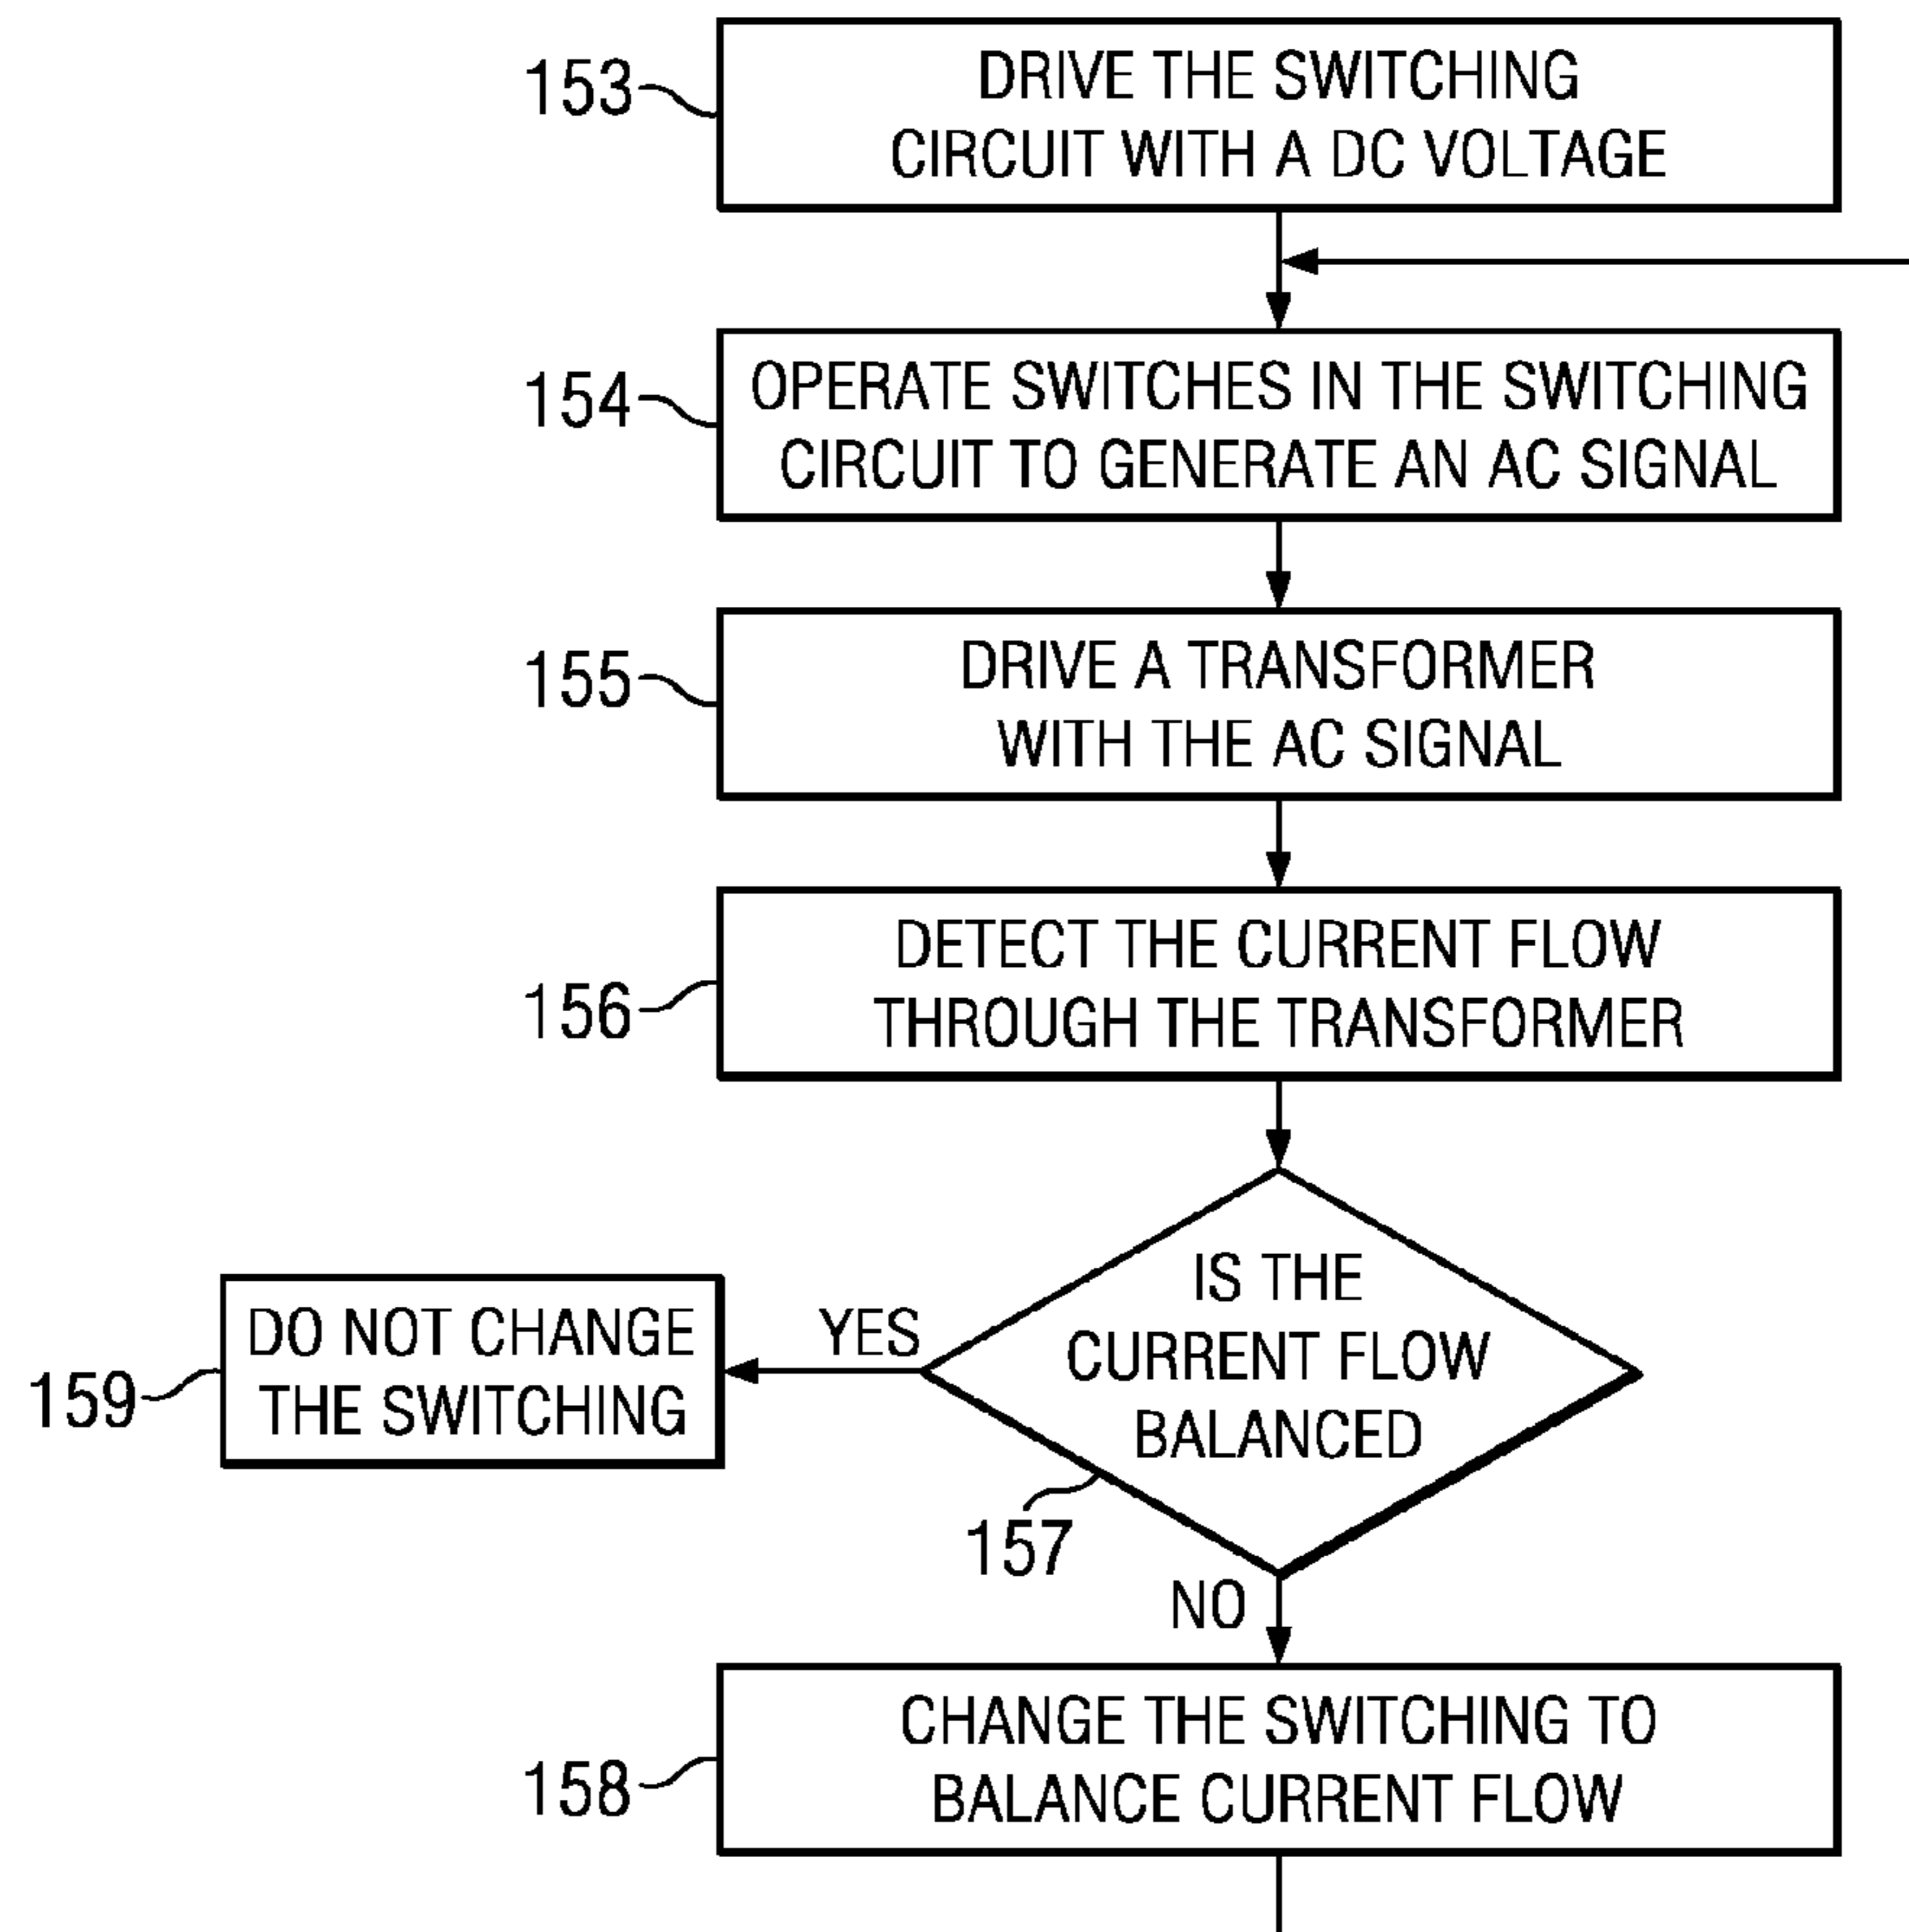 153
DRIVE THE SWITCHING
CIRCUIT WITH A DC VOLTAGE
154
OPERATE SWITCHES IN THE SWITCHING
CIRCUIT TO GENERATE AN AC SIGNAL
155
DRIVE A TRANSFORMER
WITH THE AC SIGNAL
156
DETECT THE CURRENT FLOW
THROUGH THE TRANSFORMER
IS THE
CURRENT FLOW
BALANCED
157
YES
DO NOT CHANGE
THE SWITCHING
159
NO
158
CHANGE THE SWITCHING TO
BALANCE CURRENT FLOW